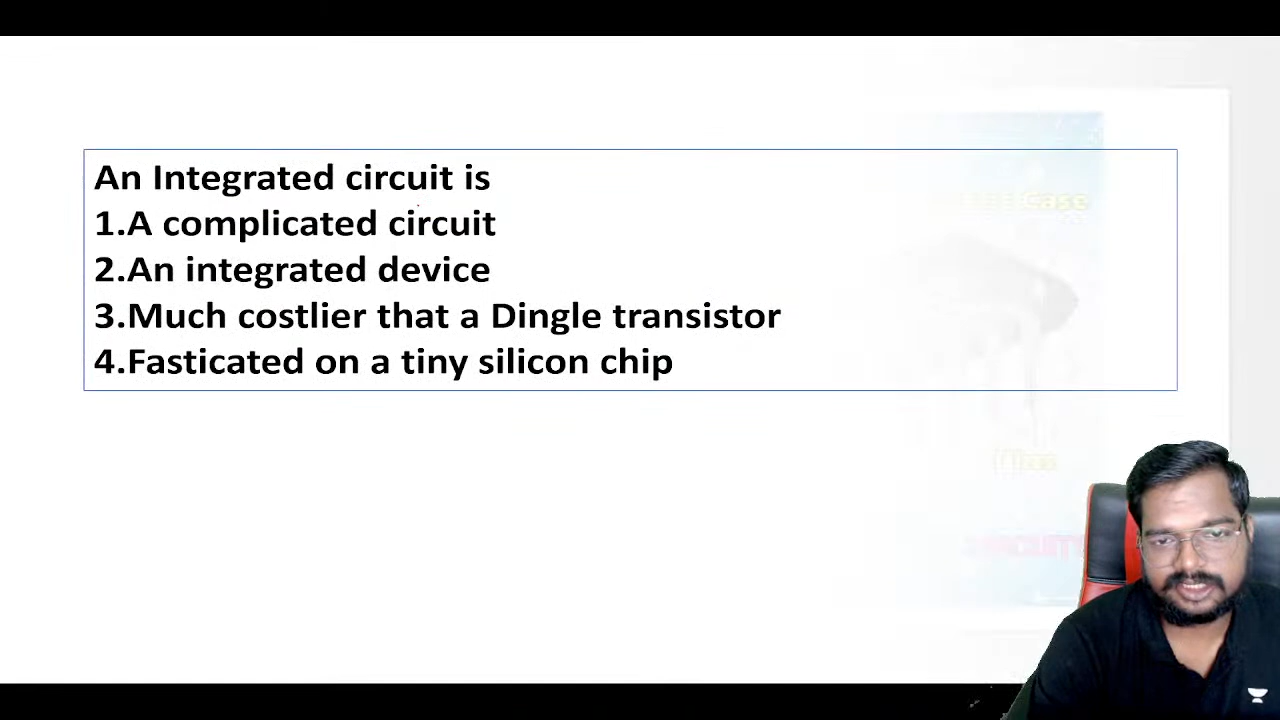 An Integrated circuit is
1.A complicated circuit
2.An integrated device
3.Much costlier that a Dingle transistor
4.Fasticated on a tiny silicon chip
Case